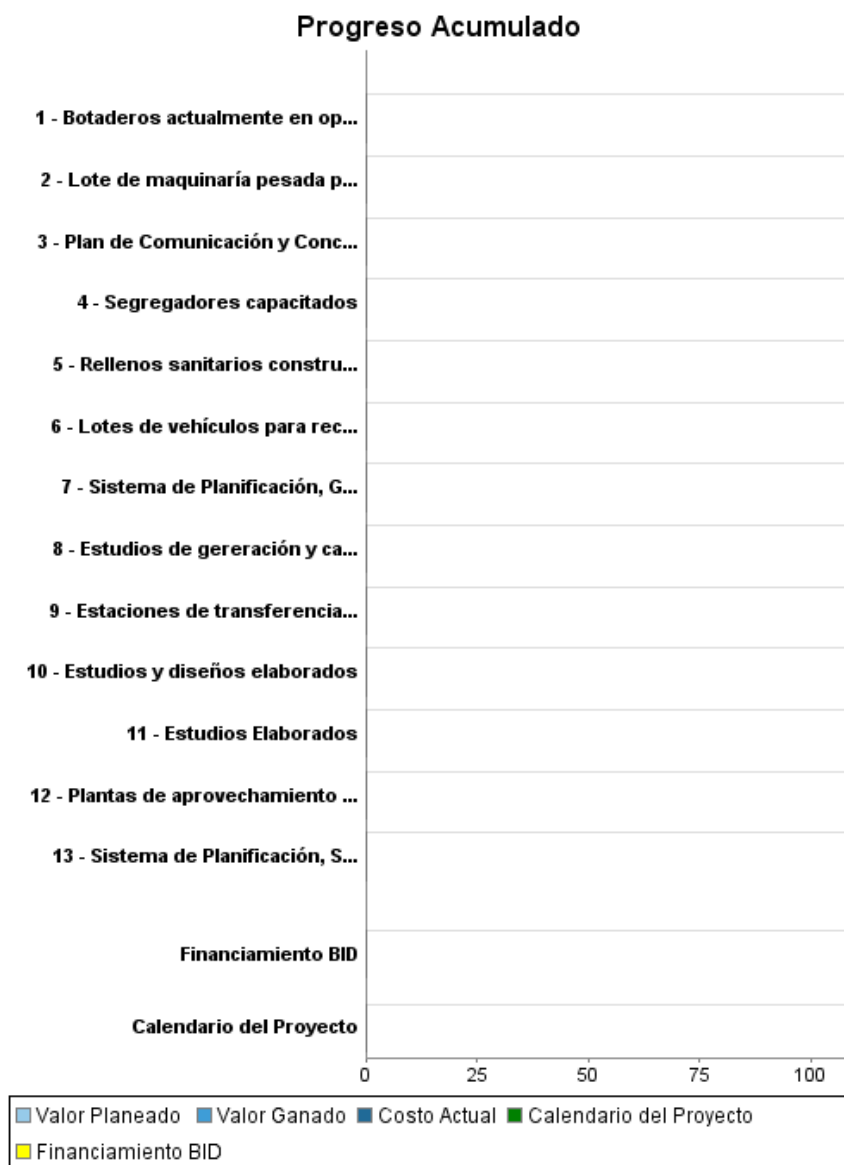 Progreso Acumulado
1 - Botaderos actualmente en op...
2 - Lote de maquinaría pesada p...
3 - Plan de Comunicación y Conc...
4 - Segregadores capacitados
5 - Rellenos sanitarios constru...
6 - Lotes de vehículos para rec...
7 - Sistema de Planificación, G...
8 - Estudios de gereración y ca...
9 - Estaciones de transferencia...
10 - Estudios y diseños elaborados
11 - Estudios Elaborados
12 - Plantas de aprovechamiento ...
13 - Sistema de Planificación, S...
Financiamiento BID
Calendario del Proyecto
0 25 50 75 100
Valor Planeado Valor Ganado Costo Actual Calendario del Proyecto
Financiamiento BID